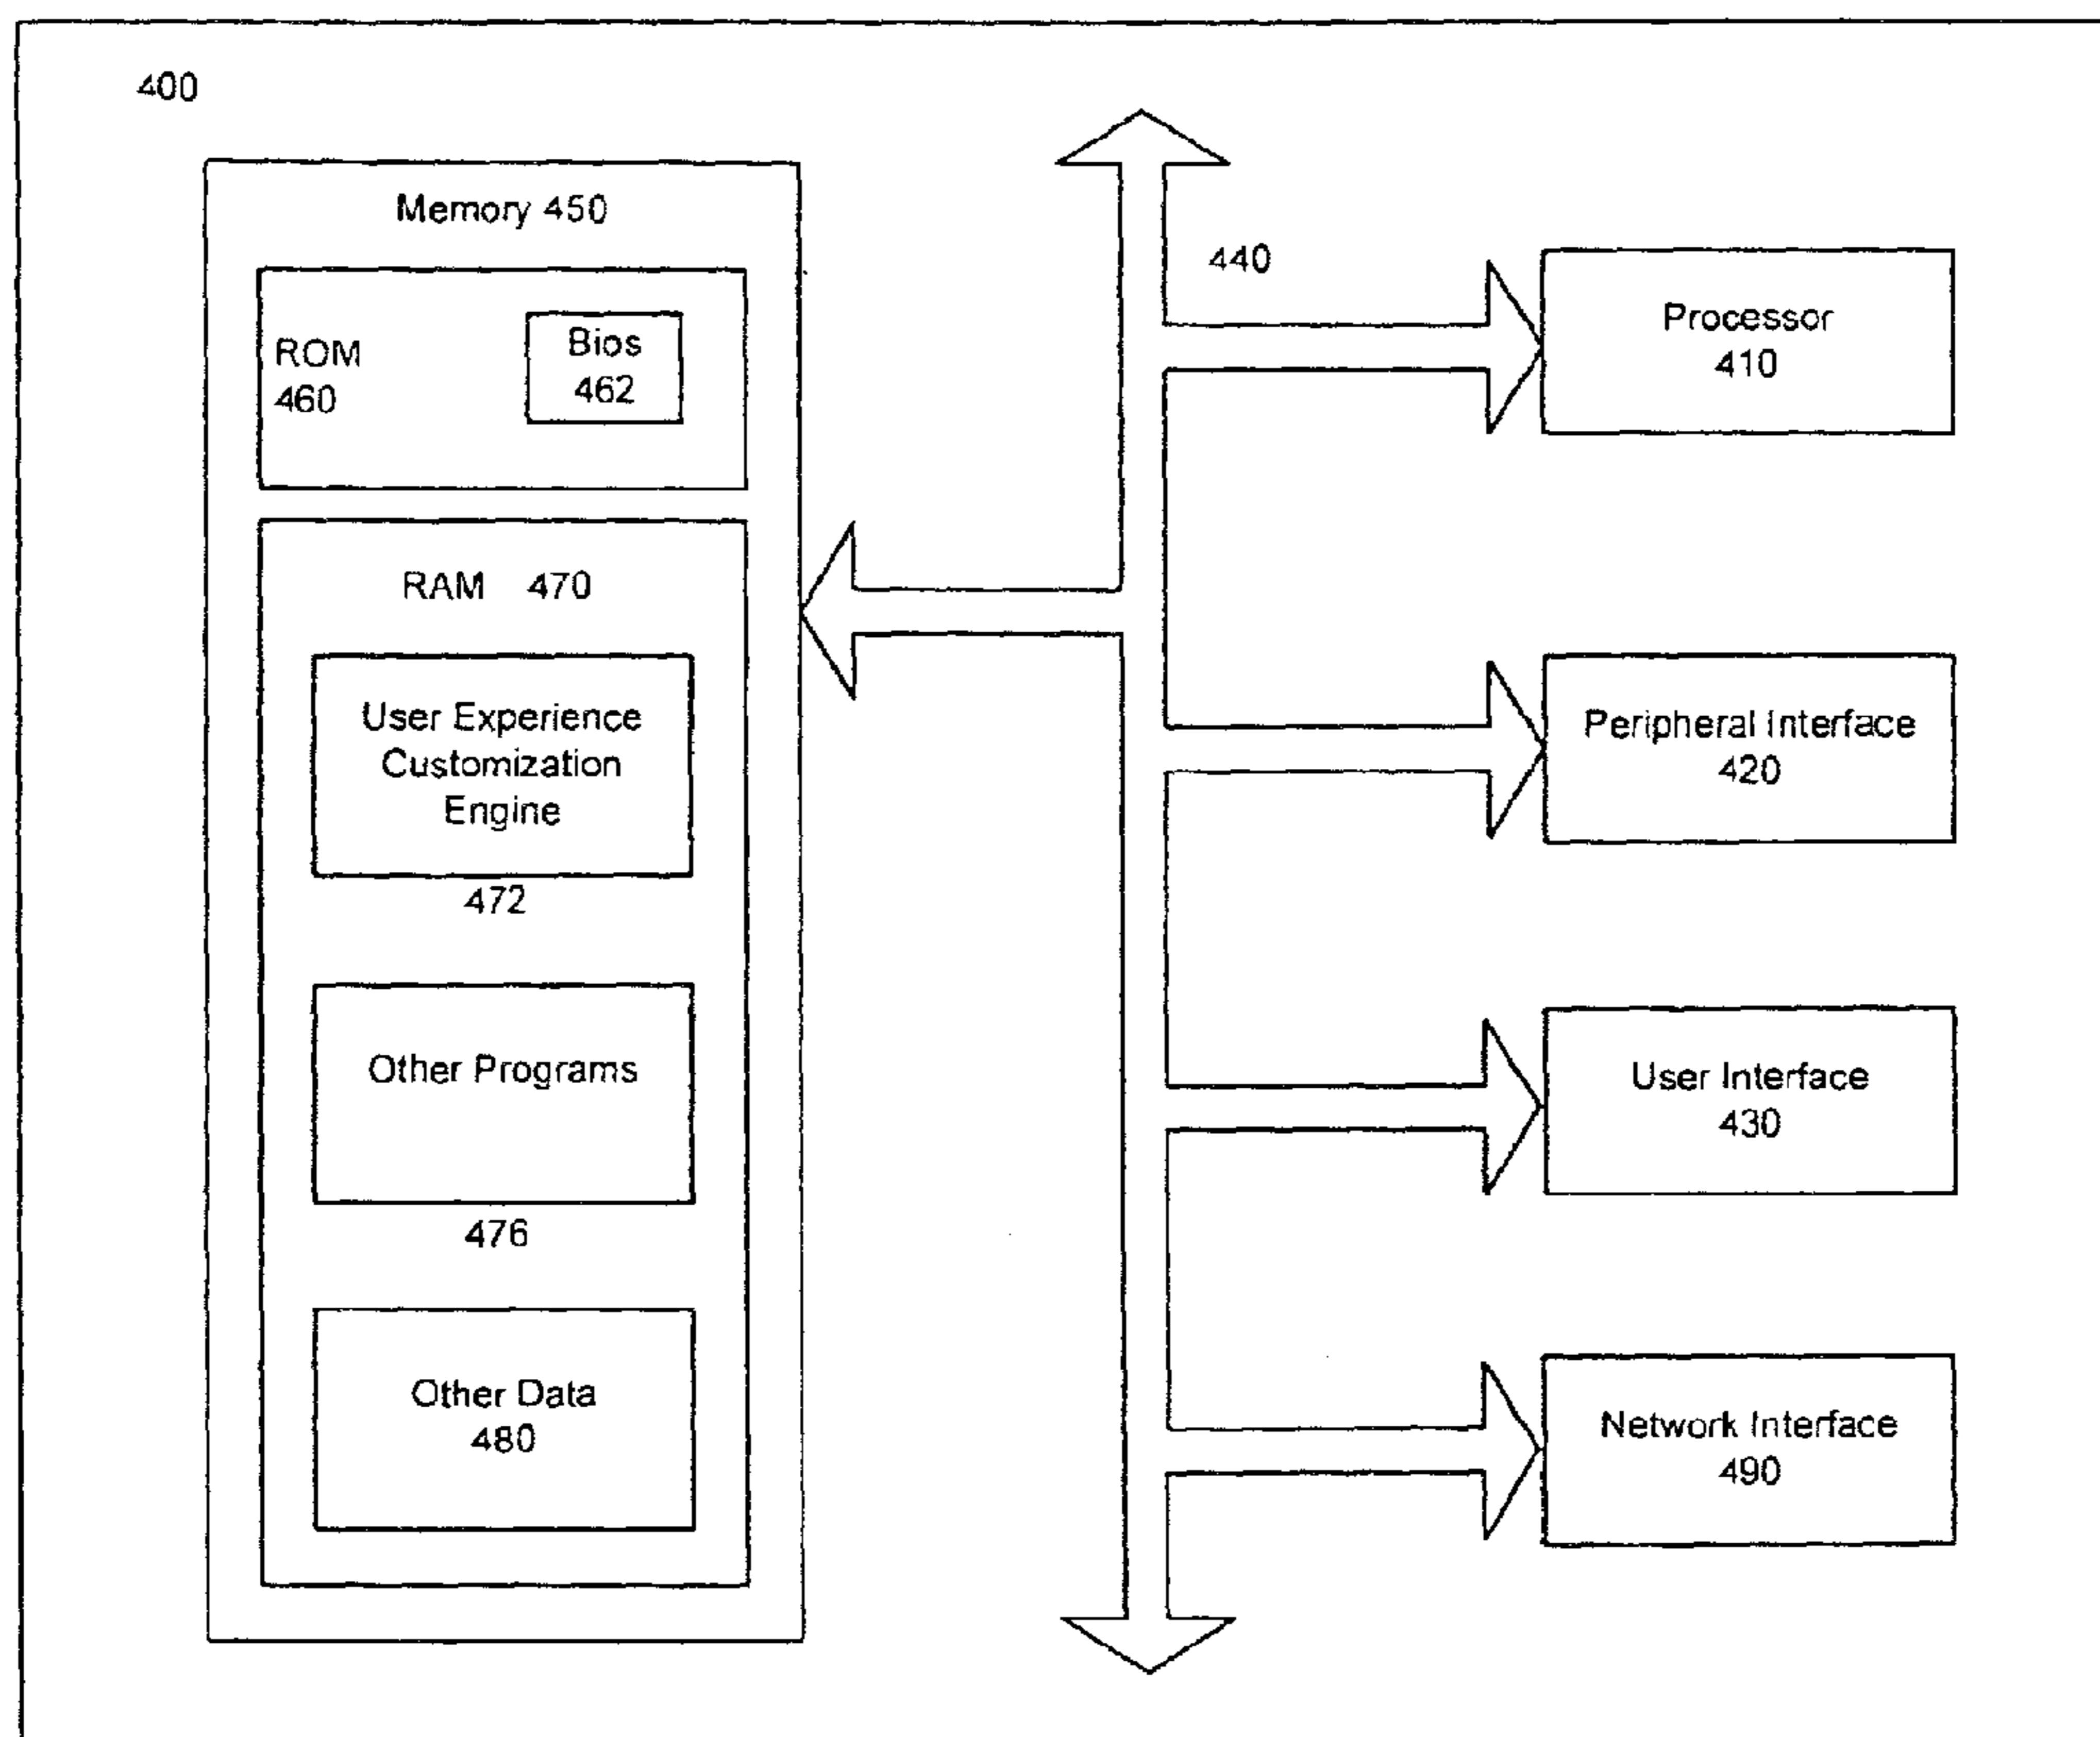 400
Memory 450
ROM
460
Bios
462
RAM 470
User Experience
Customization
Engine
472
Other Programs
476
Other Data
480
440
Processor
410
Peripheral Interface
420
User Interface
430
Network Interface
490